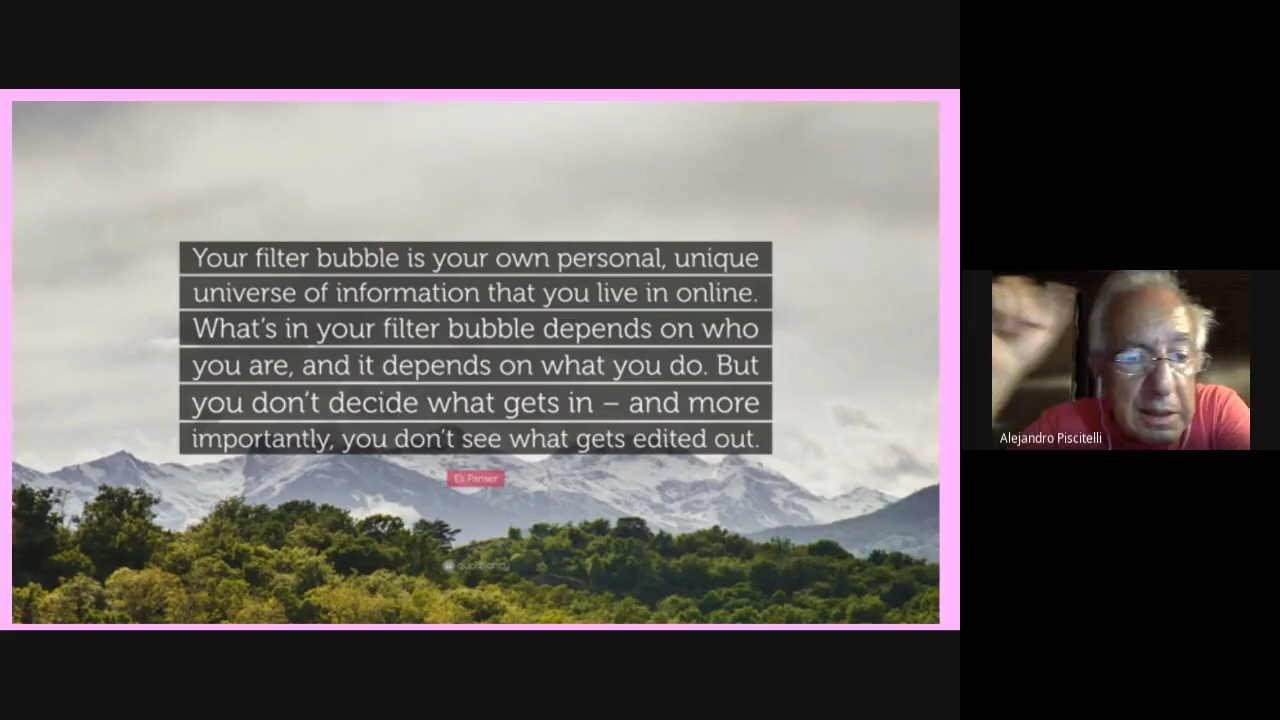 Your filter bubble is your own personal, unique
universe of information that you live in online.
What's in your filter bubble depends on who
you are, and it depends on what you do. But
you don't decide what gets in – and more
importantly, you don't see what gets edited out.
Eli Pariser
quotefancy
Alejandro Piscitelli